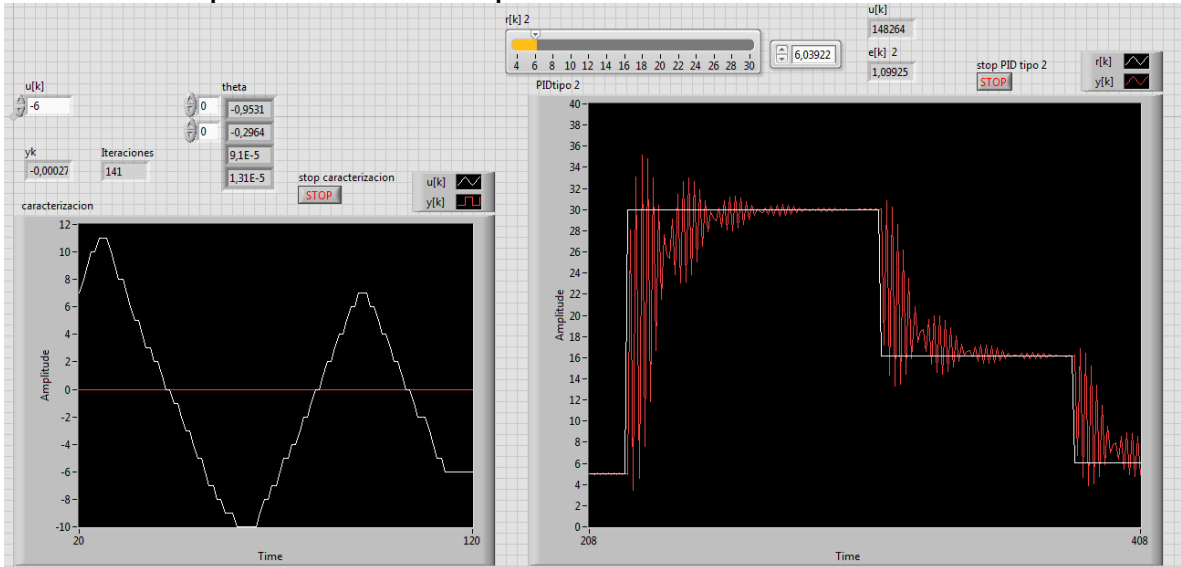 u[k]
-6
yk
-0,00027
Iteraciones
141
theta
0
0
-0,9531
-0,2964
9,1E-5
1,31E-5
stop caracterizacion
STOP
u[k]
y[k]
caracterizacion
12
10
8
6
4
2
0
-2
-4
-6
-8
-10
Amplitude
20
120
Time
r[k] 2
4 6 8 10 12 14 16 18 20 22 24 26 28 30
6,03922
u[k]
148264
e[k] 2
1,09925
stop PID tipo 2
STOP
r[k]
y[k]
PIDtipo 2
40
38
36
34
32
30
28
26
24
22
20
18
16
14
12
10
8
6
4
2
0
Amplitude
208
408
Time